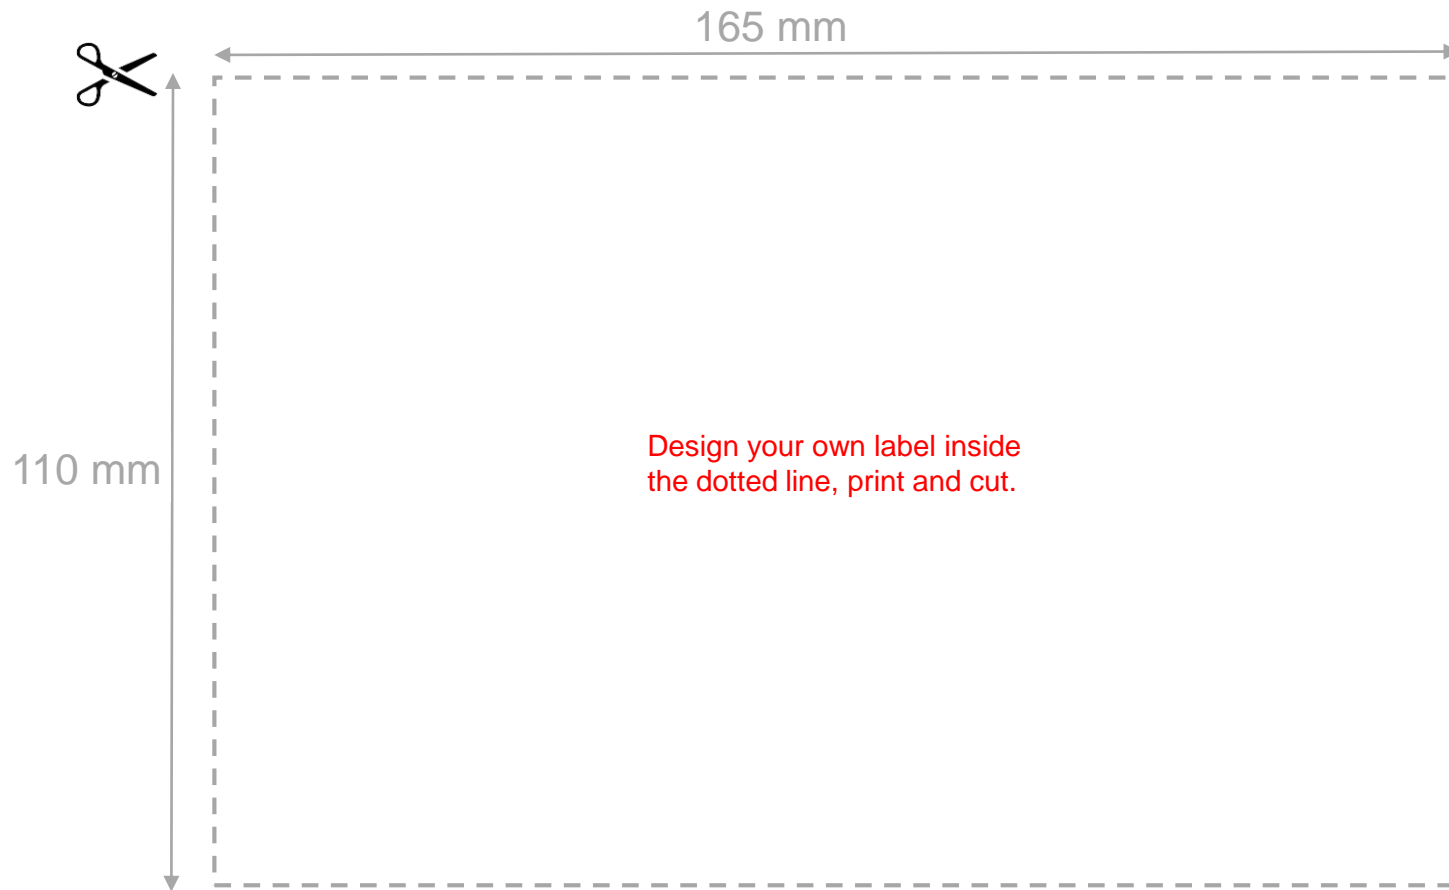 165 mm
110 mm
Design your own label inside
the dotted line, print and cut.